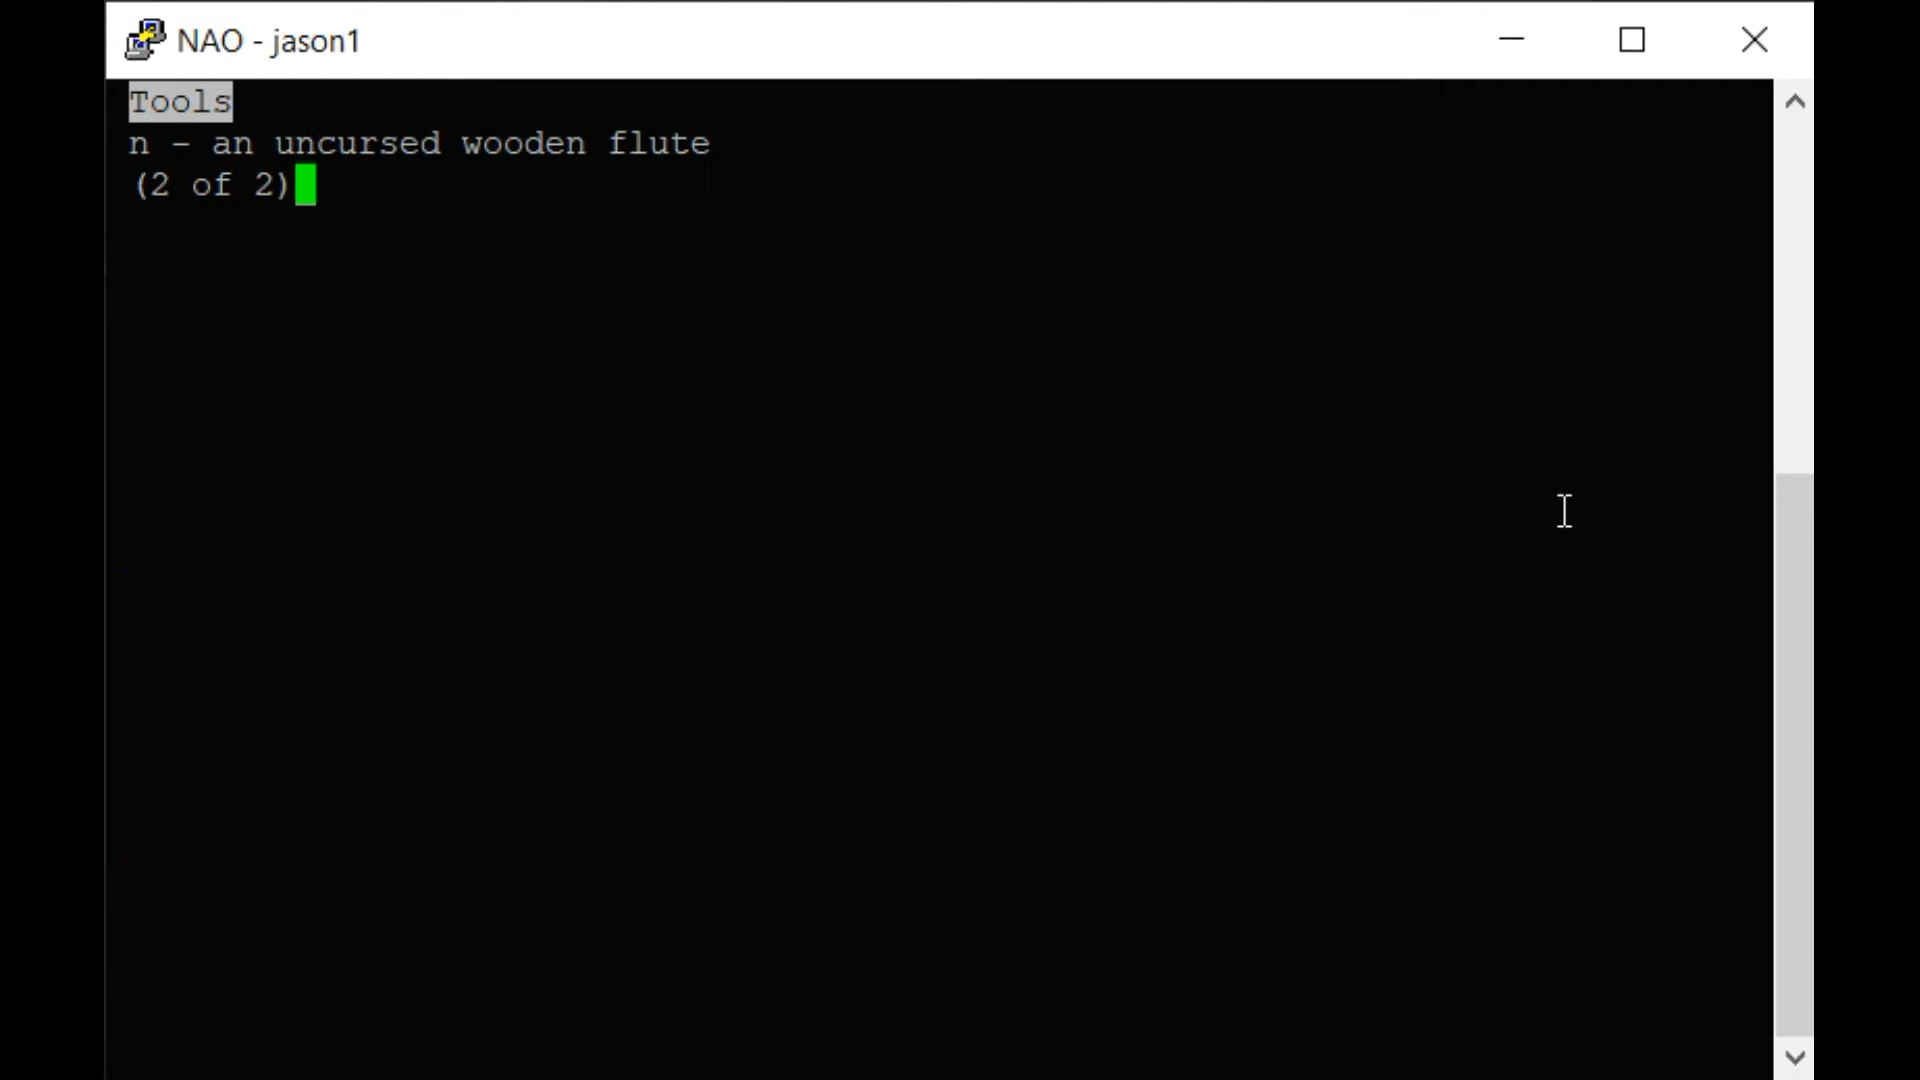 NAO - jason1
Tools
n - an uncursed wooden flute
(2 of 2)